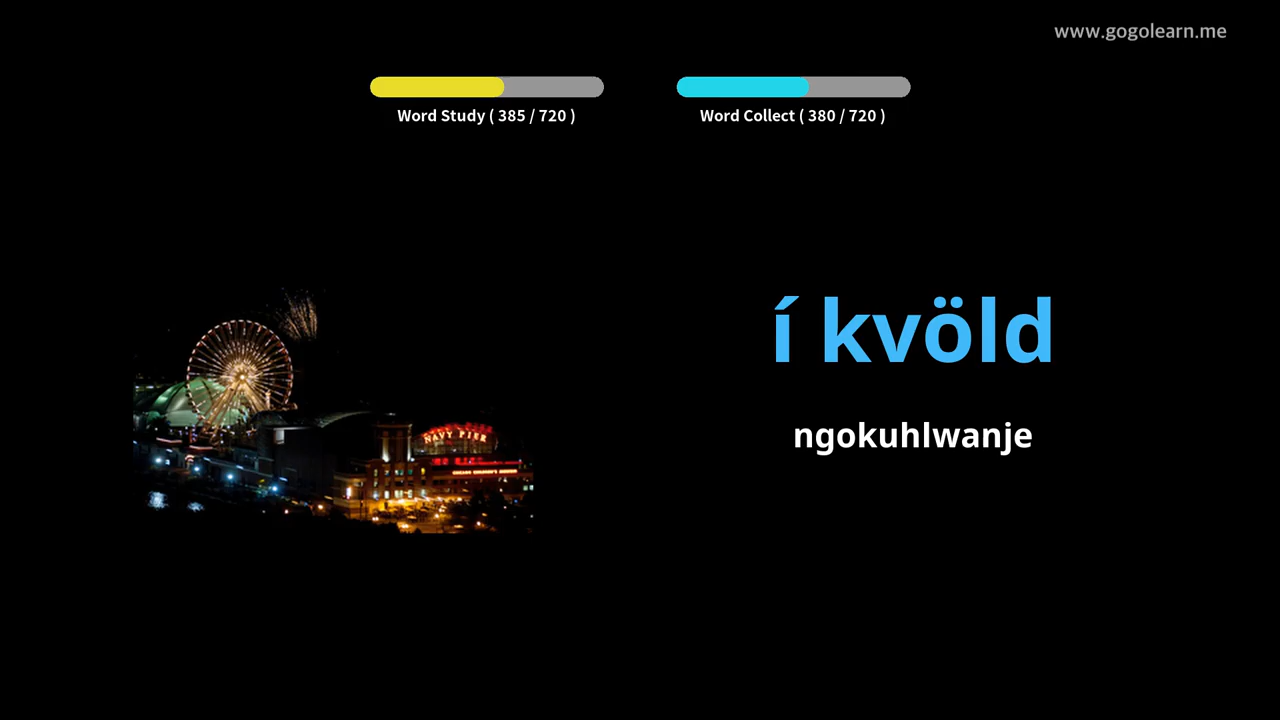 www.gogolearn.me
Word Study ( 385 / 720 )
Word Collect ( 380 / 720 )
í kvöld
ngokuhlwanje
NAVY PIER